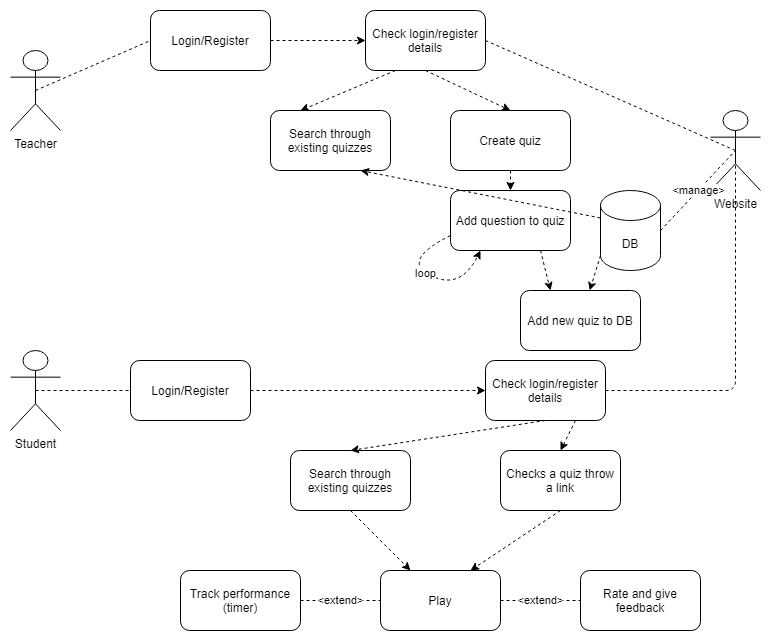 Login/Register
Check login/register
details
Teacher
Search through
existing quizzes
Create quiz
<manage>
Website
Add question to quiz
DB
loop
Add new quiz to DB
Login/Register
Check login/register
details
Student
Search through
existing quizzes
Checks a quiz throw
a link
Track performance
(timer)
<extend>
Play
<extend>
Rate and give
feedback